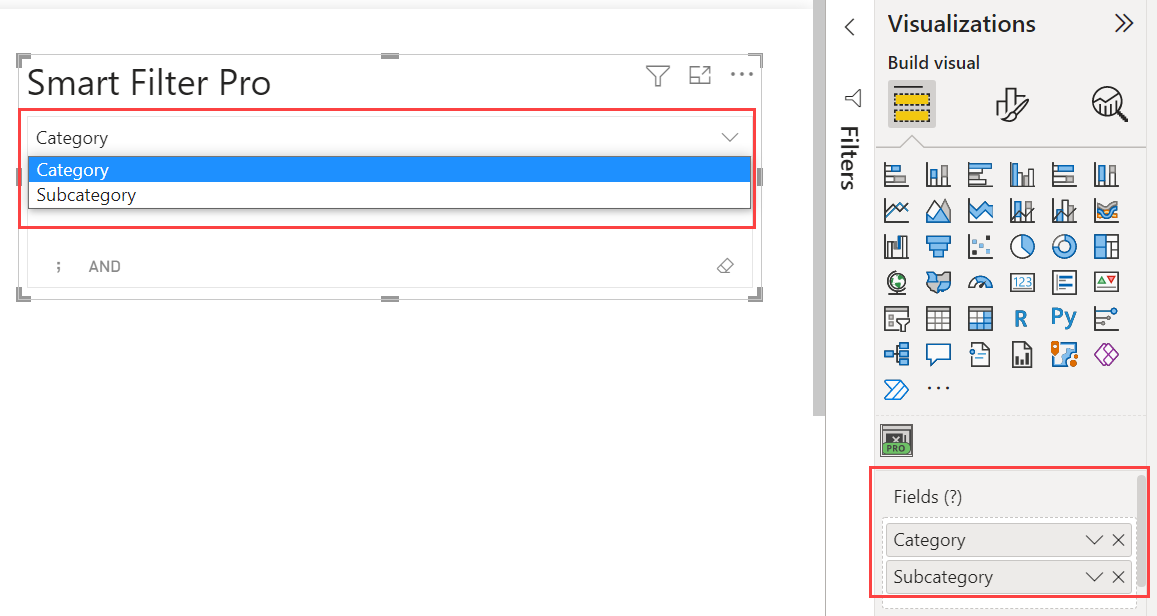 Smart Filter Pro
Category
Category
Subcategory
; AND
Filters
Visualizations
Build visual
123
R
Py
PRO
Fields (?)
Category
Subcategory